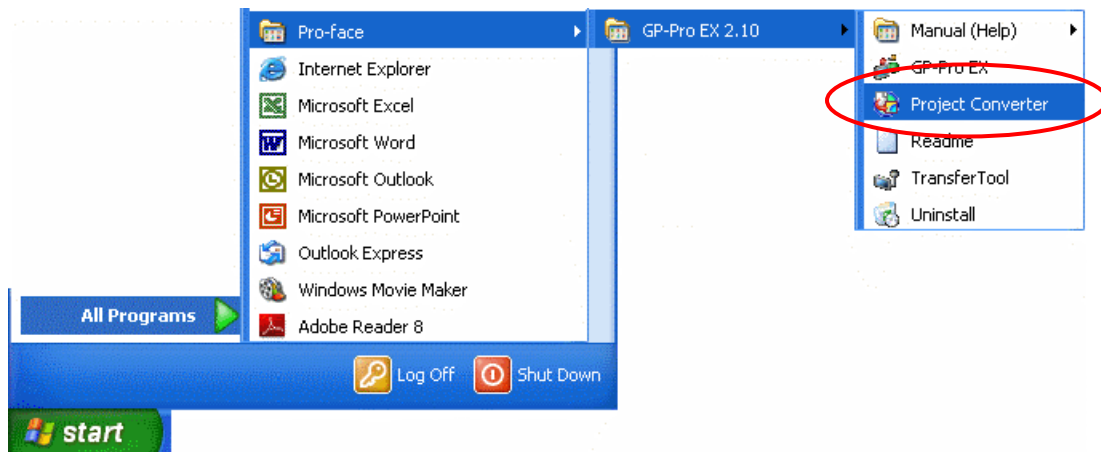 Pro-face
Internet Explorer
Microsoft Excel
Microsoft Word
Microsoft Outlook
Microsoft PowerPoint
Outlook Express
Windows Movie Maker
Adobe Reader 8
GP-Pro EX 2.10
Manual (Help)
GP-Pro EX
Project Converter
Readme
TransferTool
Uninstall
All Programs
Log Off
Shut Down
start